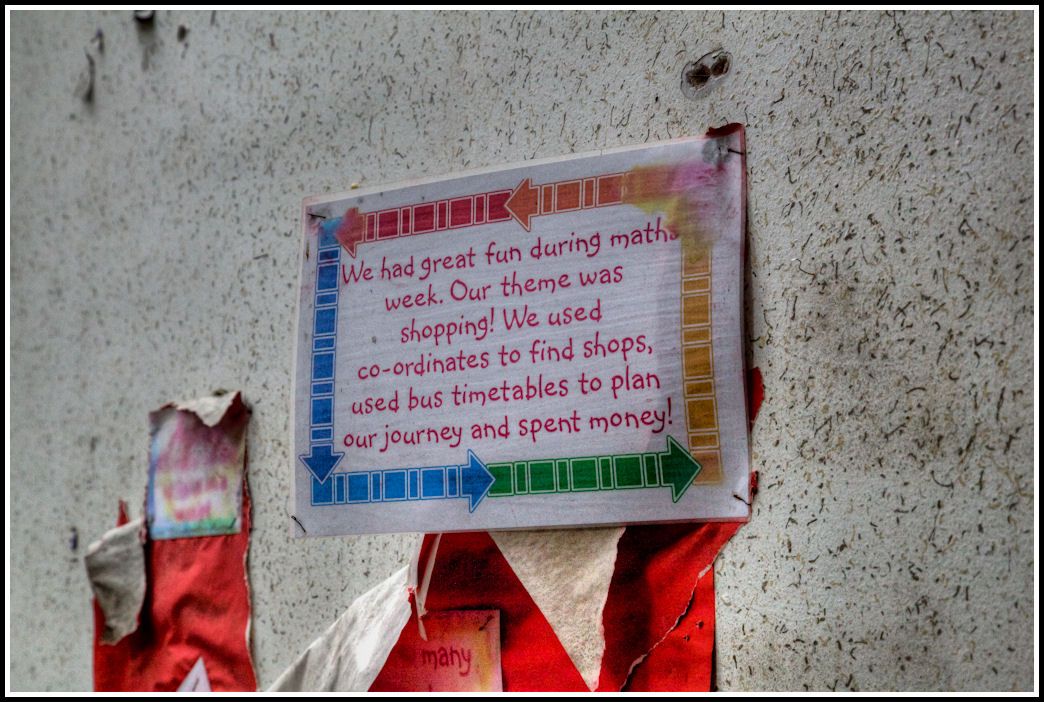 We had great fun during maths
week. Our theme was
shopping! We used
co-ordinates to find shops,
used bus timetables to plan
our journey and spent money!
many